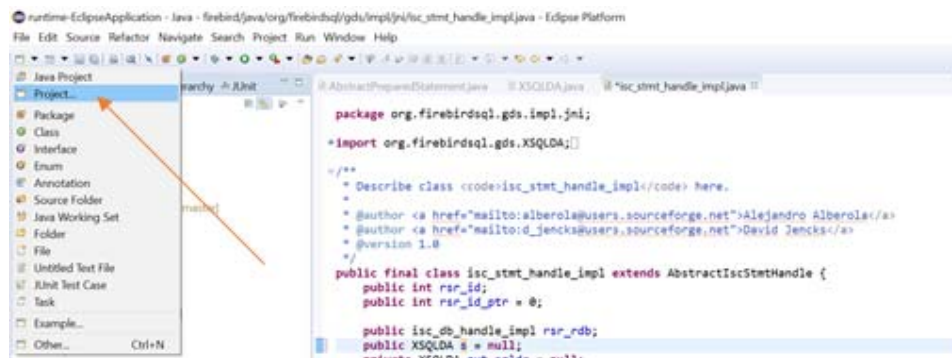 runtime-EclipseApplication - Java - firebird/java/org/firebirdsql/gds/impl/jni/isc_stmt_handle_impl.java - Eclipse Platform
File Edit Source Refactor Navigate Search Project Run Window Help
Java Project
Project...
Package
Class
Interface
Enum
Annotation
Source Folder
Java Working Set
Folder
File
Untitled Text File
JUnit Test Case
Task
Example...
Other... Ctrl+N
erarchy JUnit
master]
AbstractPreparedStatement.java XSQLDA.java *isc_stmt_handle_impl.java
package org.firebirdsql.gds.impl.jni;
import org.firebirdsql.gds.XSQLDA;
/**
* Describe class <code>isc_stmt_handle_impl</code> here.
*
* @author <a href="mailto:alberola@users.sourceforge.net">Alejandro Alberola</a>
* @author <a href="mailto:d_jencks@users.sourceforge.net">David Jencks</a>
* @version 1.0
*/
public final class isc_stmt_handle_impl extends AbstractIscStmtHandle {
public int rsr_id;
public int rsr_id_ptr = 0;
public isc_db_handle_impl rsr_rdb;
public XSQLDA s = null;